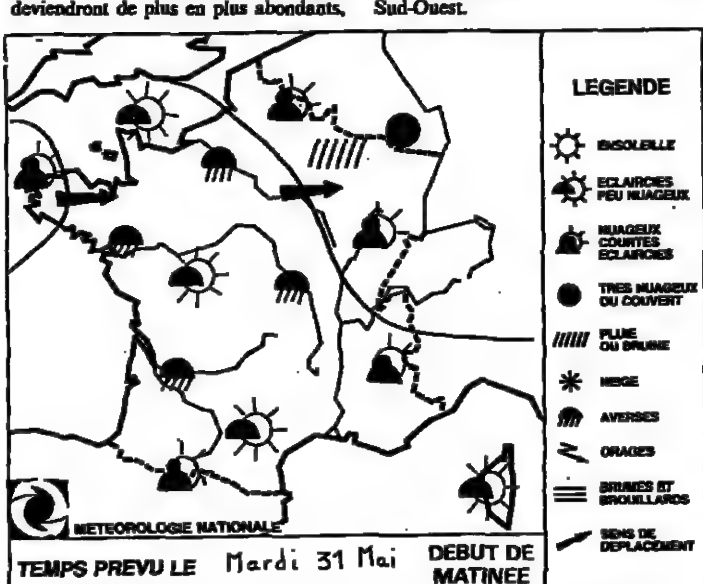 deviendront de plus en plus abondants,
Sud-Ouest.
LEGENDE
ENSOLEILLE
ECLAIRCIES
PEU NUAGEUX
NUAGEUX
COURTES
ECLAIRCIES
TRES NUAGEUX
OU COUVERT
PLUIE
OU BRUINE
NEIGE
AVERSES
ORAGES
BRUMES ET
BROUILLARDS
SENS DE
DEPLACEMENT
METEOROLOGIE NATIONALE
TEMPS PREVU LE Mardi 31 Mai DEBUT DE
MATINEE